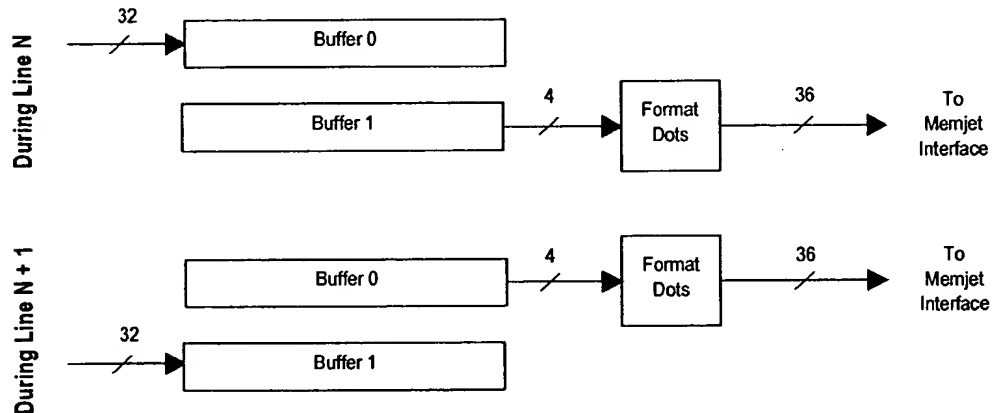 During Line N
32
Buffer 0
Buffer 1
4
Format
Dots
36
To
Memjet
Interface
During Line N + 1
Buffer 0
4
Format
Dots
36
To
Memjet
Interface
32
Buffer 1